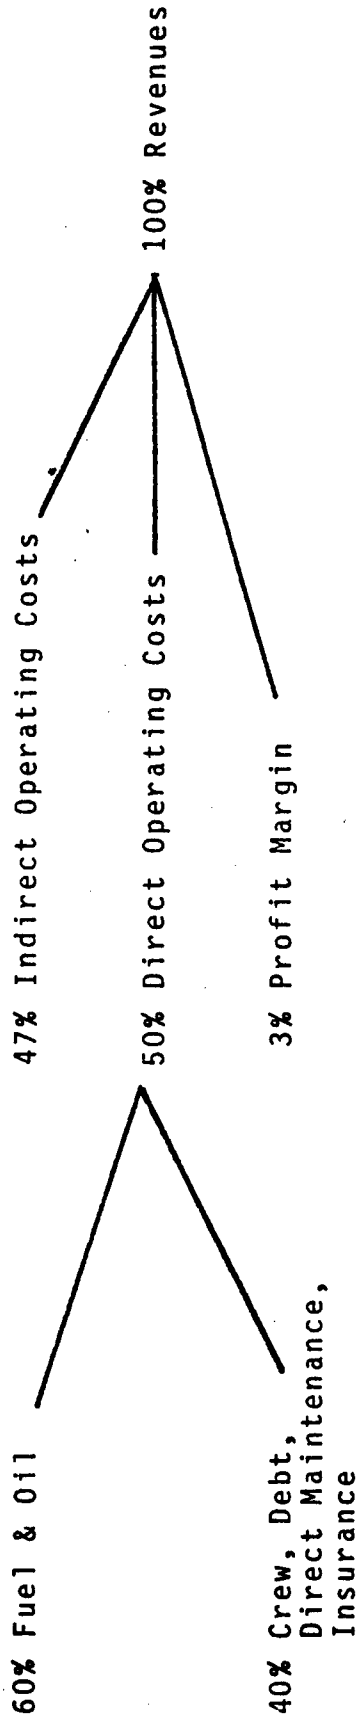 47% Indirect Operating Costs
60% Fuel & Oil
50% Direct Operating Costs
100% Revenues
40% Crew, Debt,
Direct Maintenance,
Insurance
3% Profit Margin